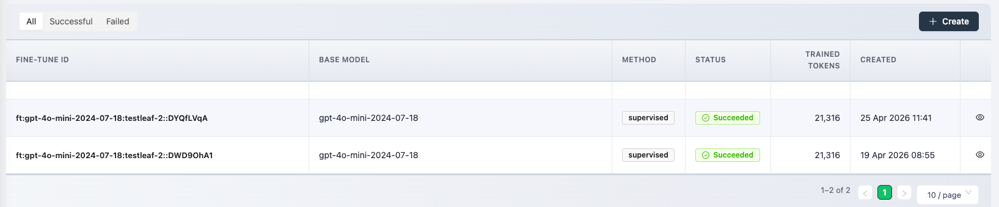 All Successful Failed
+ Create
FINE-TUNE ID BASE MODEL METHOD STATUS TRAINED TOKENS CREATED
ft:gpt-4o-mini-2024-07-18:testleaf-2::DYQfLVqA gpt-4o-mini-2024-07-18 supervised Succeeded 21,316 25 Apr 2026 11:41
ft:gpt-4o-mini-2024-07-18:testleaf-2::DWD9OhA1 gpt-4o-mini-2024-07-18 supervised Succeeded 21,316 19 Apr 2026 08:55
1–2 of 2 < 1 > 10 / page